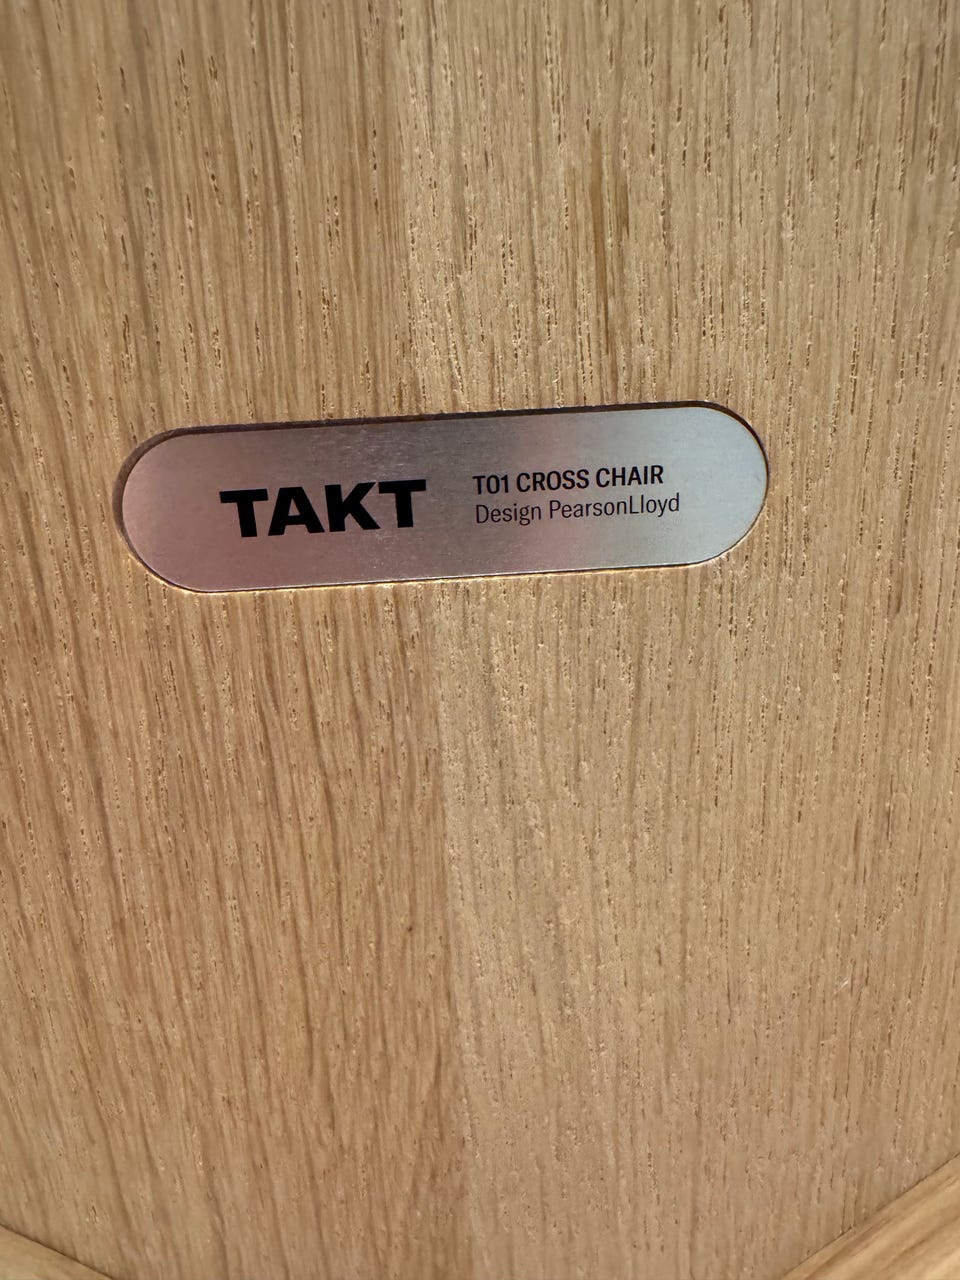 TAKT
T01 CROSS CHAIR
Design PearsonLloyd